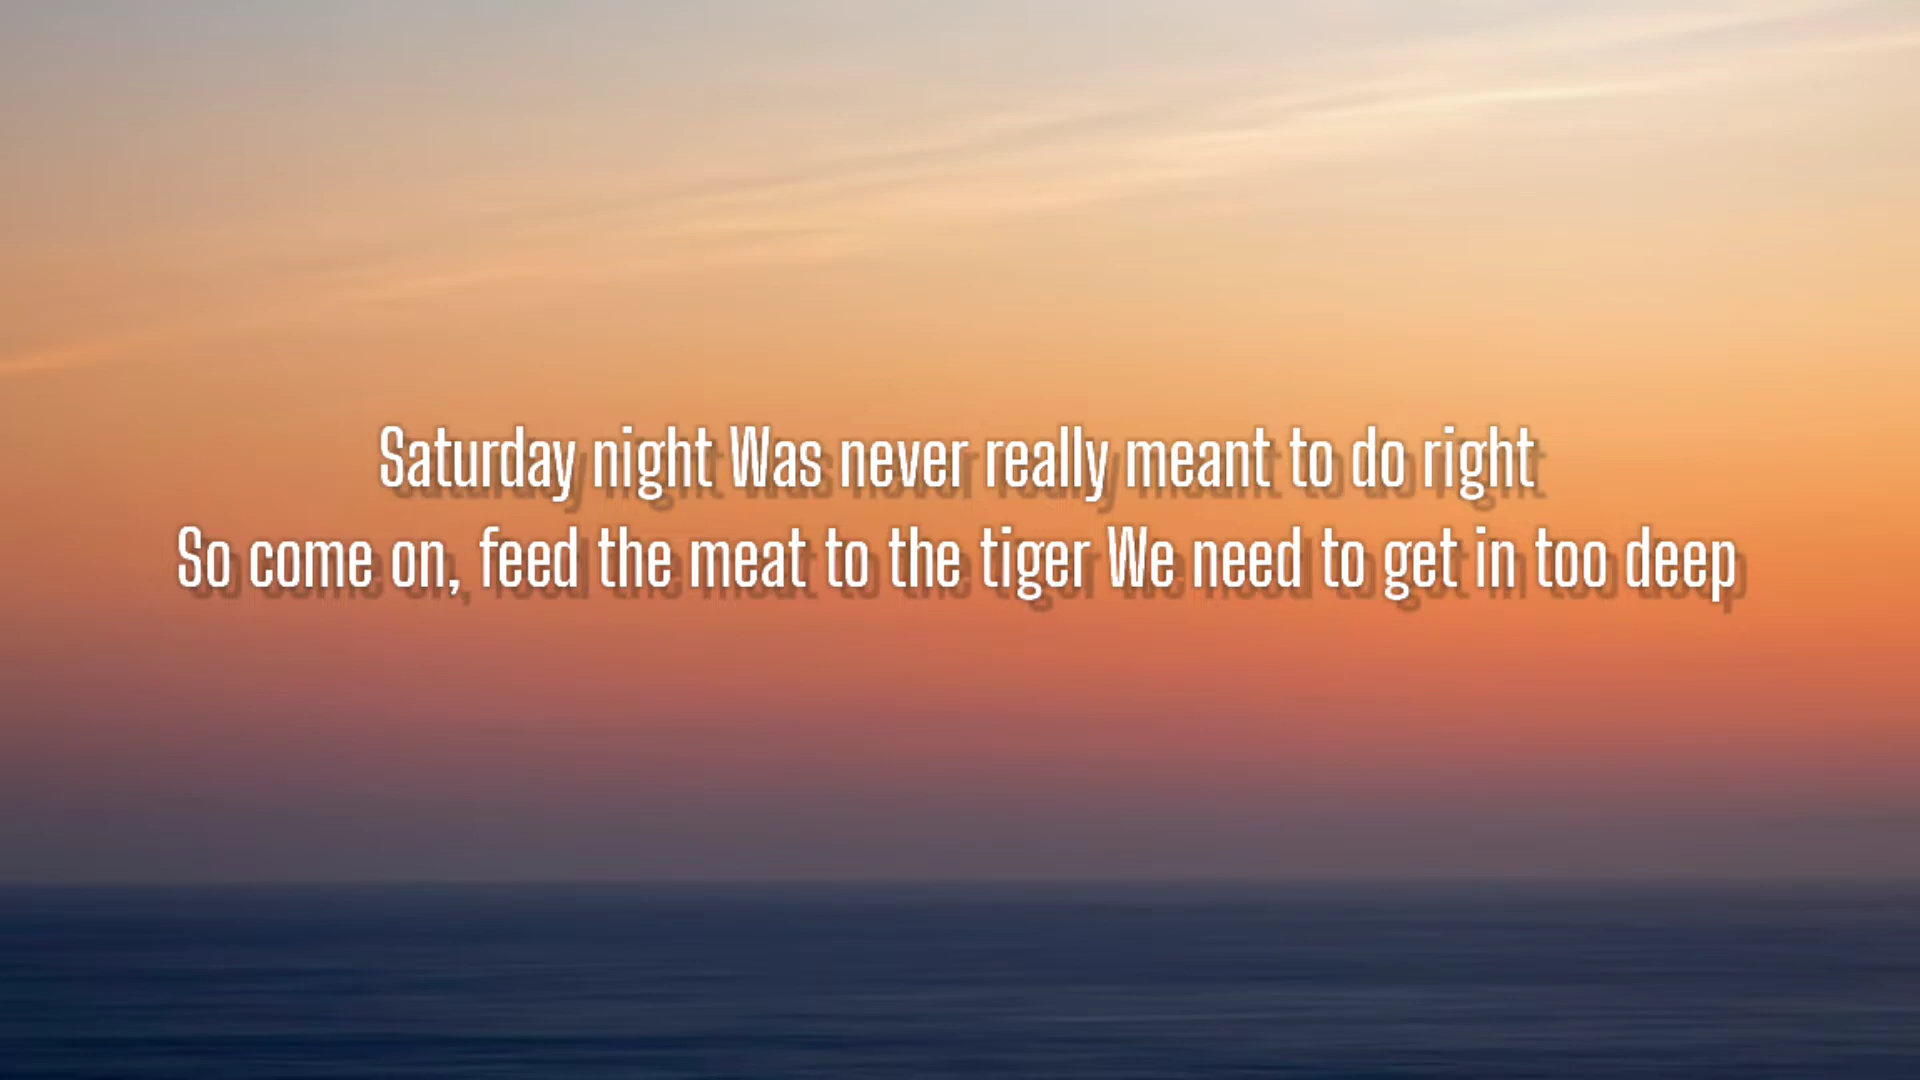 Saturday night Was never really meant to do right
So come on, feed the meat to the tiger We need to get in too deep